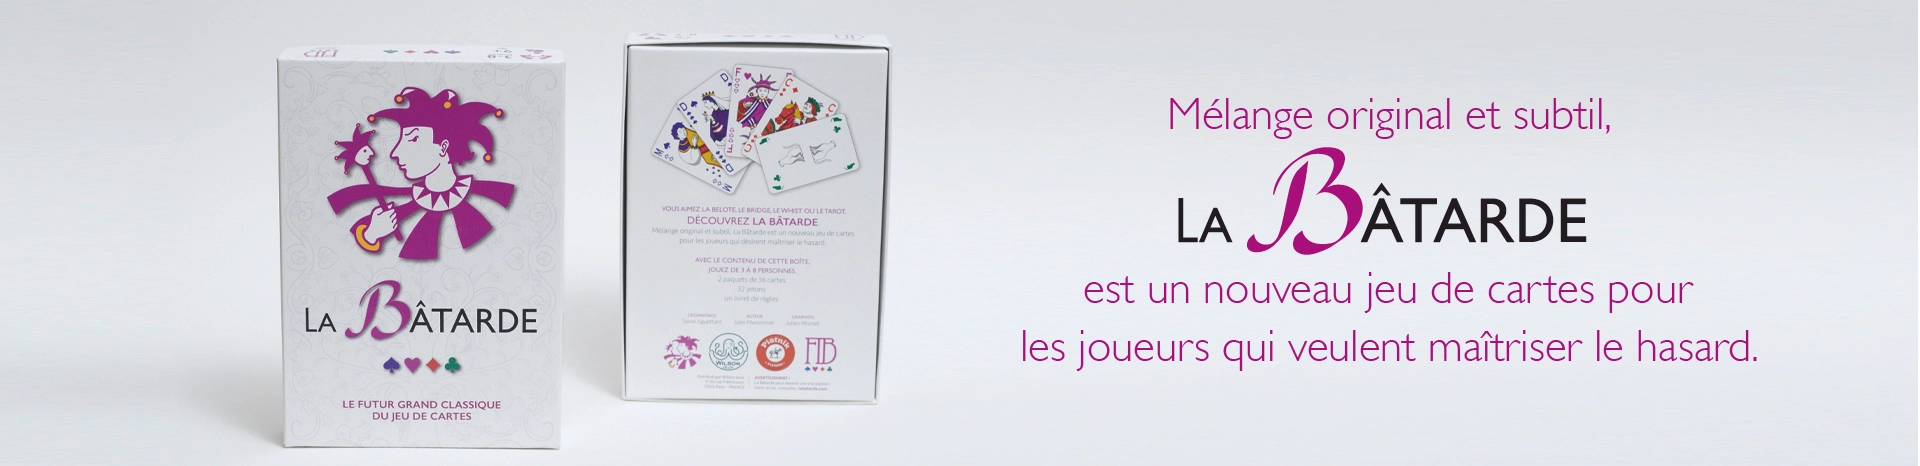 LA BÂTARDE
LE FUTUR GRAND CLASSIQUE
DU JEU DE CARTES
VOUS AIMEZ LA BELOTE, LE BRIDGE, LE WHIST OU LE TAROT,
DÉCOUVREZ LA BÂTARDE
Mélange original et subtil, La Bâtarde est un nouveau jeu de cartes
pour les joueurs qui désirent maîtriser le hasard.
AVEC LE CONTENU DE CETTE BOÎTE,
JOUEZ DE 3 À 8 PERSONNES.
2 paquets de 36 cartes
32 jetons
un livret de règles
WILSON
Piatnik
FTB
AVERTISSEMENT !
Mélange original et subtil,
LA BÂTARDE
est un nouveau jeu de cartes pour
les joueurs qui veulent maîtriser le hasard.